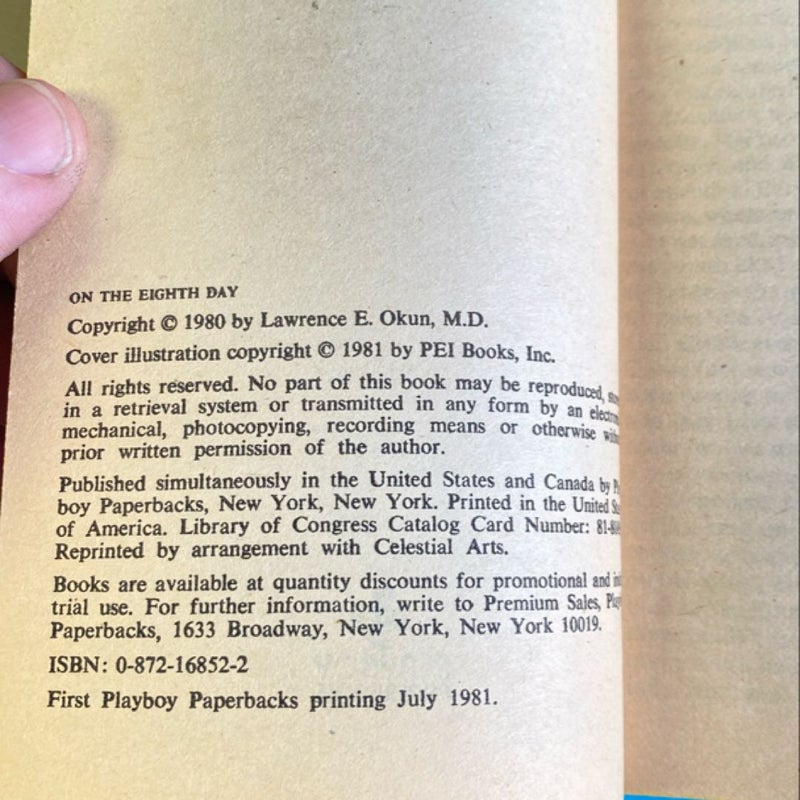 ON THE EIGHTH DAY
Copyright © 1980 by Lawrence E. Okun, M.D.
Cover illustration copyright © 1981 by PEI Books, Inc.
All rights reserved. No part of this book may be reproduced,
in a retrieval system or transmitted in any form by an
mechanical, photocopying, recording means or otherwise
prior written permission of the author.
Published simultaneously in the United States and Canada by
boy Paperbacks, New York, New York. Printed in the United
of America. Library of Congress Catalog Card Number:
Reprinted by arrangement with Celestial Arts.
Books are available at quantity discounts for promotional and
trial use. For further information, write to Premium Sales,
Paperbacks, 1633 Broadway, New York, New York 10019.
ISBN: 0-872-16852-2
First Playboy Paperbacks printing July 1981.